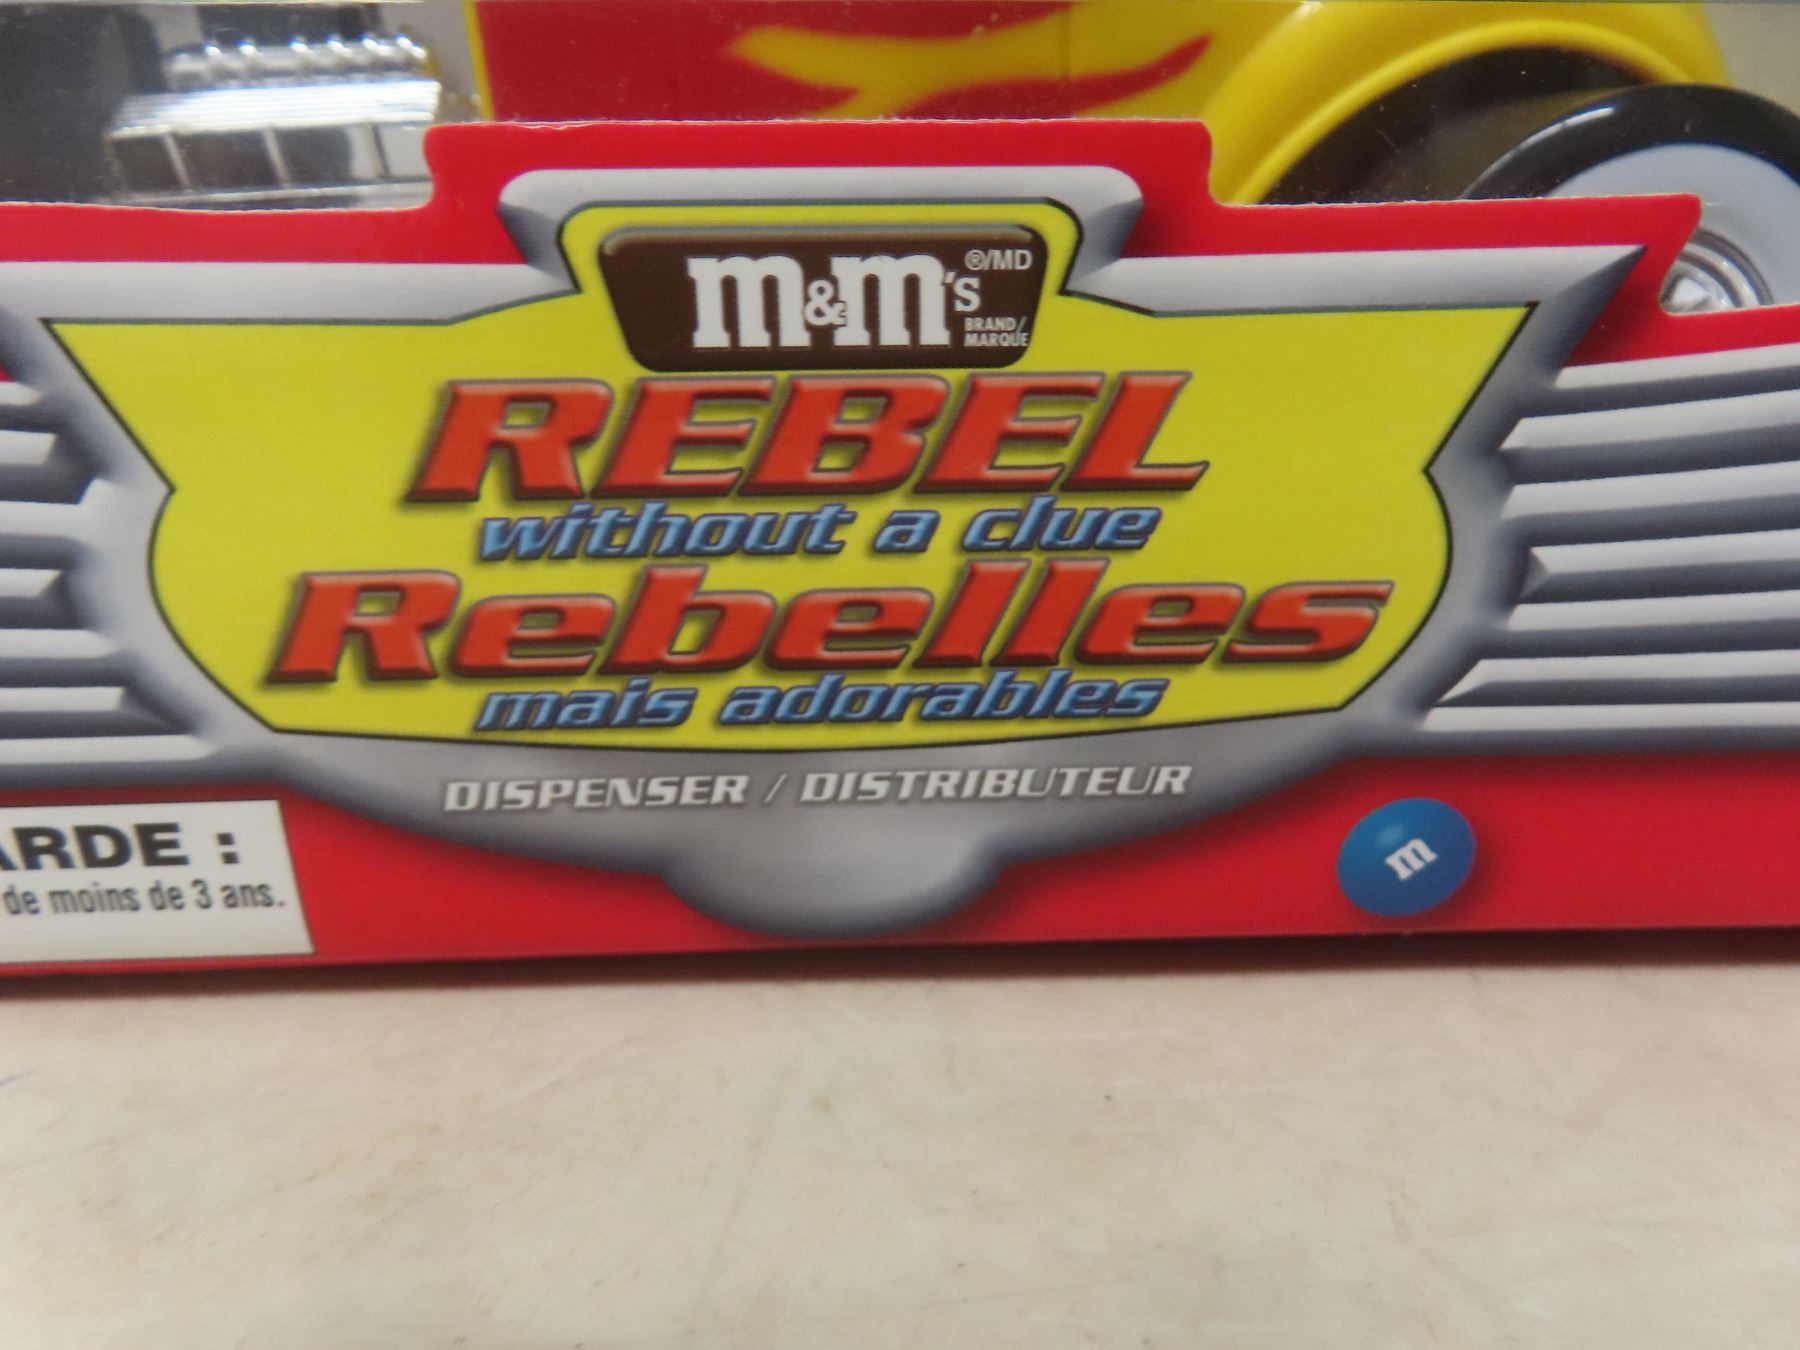 m&m's ®/MD
BRAND/
MARQUE
REBEL
without a clue
Rebelles
mais adorables
DISPENSER / DISTRIBUTEUR
ARDE :
de moins de 3 ans.
m